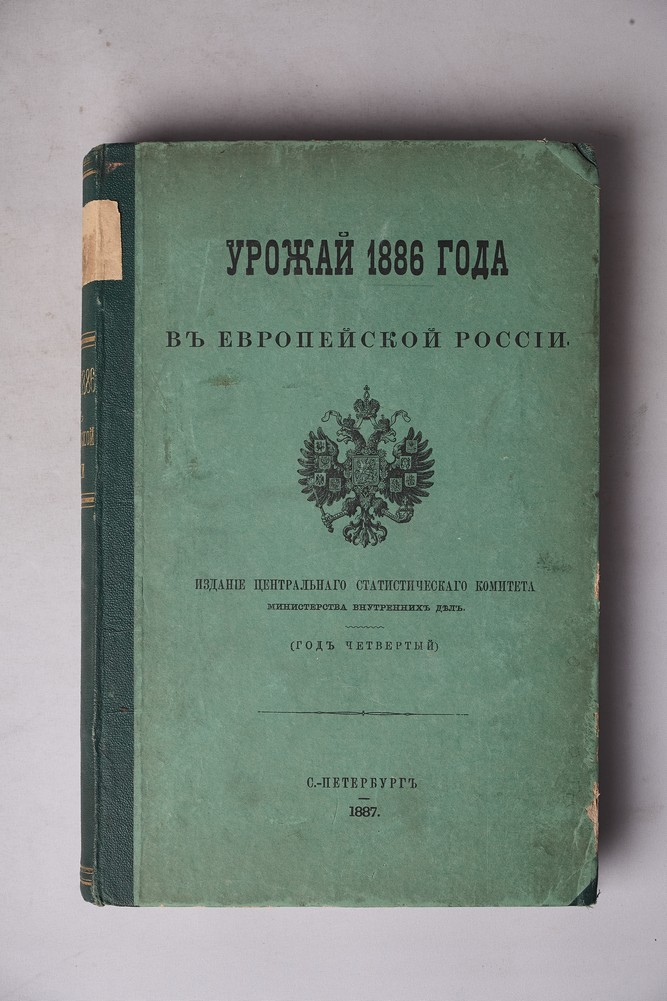 УРОЖАЙ 1886 ГОДА
ВЪ ЕВРОПЕЙСКОЙ РОССІИ.
ИЗДАНІЕ ЦЕНТРАЛЬНАГО СТАТИСТИЧЕСКАГО КОМИТЕТА
МИНИСТЕРСТВА ВНУТРЕННИХЪ ДѢЛЪ.
(ГОДЪ ЧЕТВЕРТЫЙ)
С.-ПЕТЕРБУРГЪ
1887.